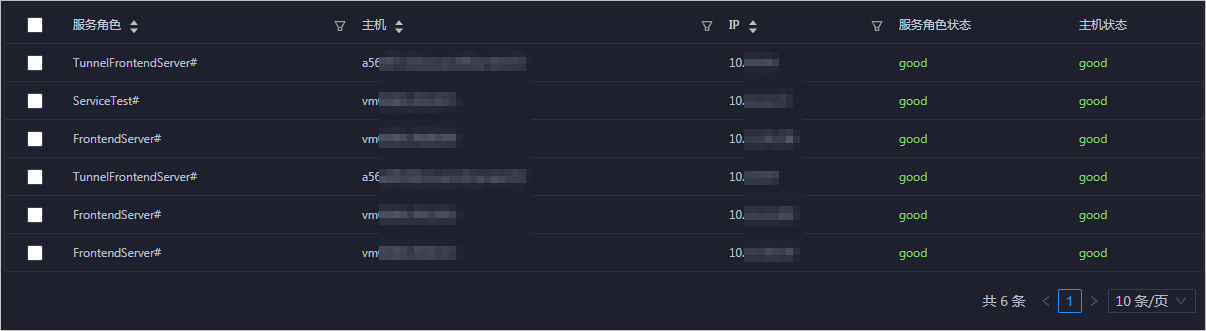 服务角色 主机 IP 服务角色状态 主机状态
TunnelFrontendServer# a56 10. good good
ServiceTest# vm 10. good good
FrontendServer# vm 10. good good
TunnelFrontendServer# a56 10. good good
FrontendServer# vm 10. good good
FrontendServer# vm 10. good good
共 6 条 < 1 > 10 条/页